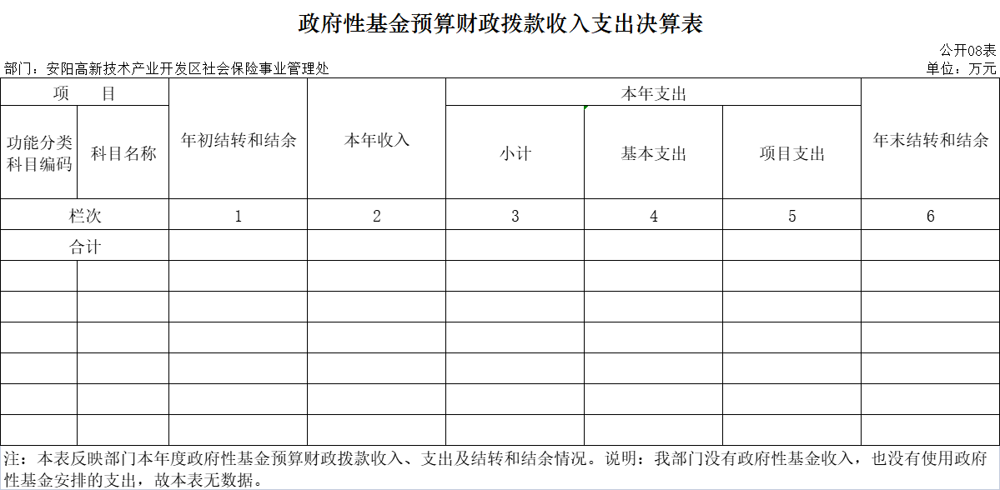 政府性基金预算财政拨款收入支出决算表
公开08表
部门：安阳高新技术产业开发区社会保险事业管理处 单位：万元
项 目 年初结转和结余 本年收入 本年支出 年末结转和结余
功能分类科目编码 科目名称 小计 基本支出 项目支出
栏次 1 2 3 4 5 6
合计
注：本表反映部门本年度政府性基金预算财政拨款收入、支出及结转和结余情况。说明：我部门没有政府性基金收入，也没有使用政府
性基金安排的支出，故本表无数据。